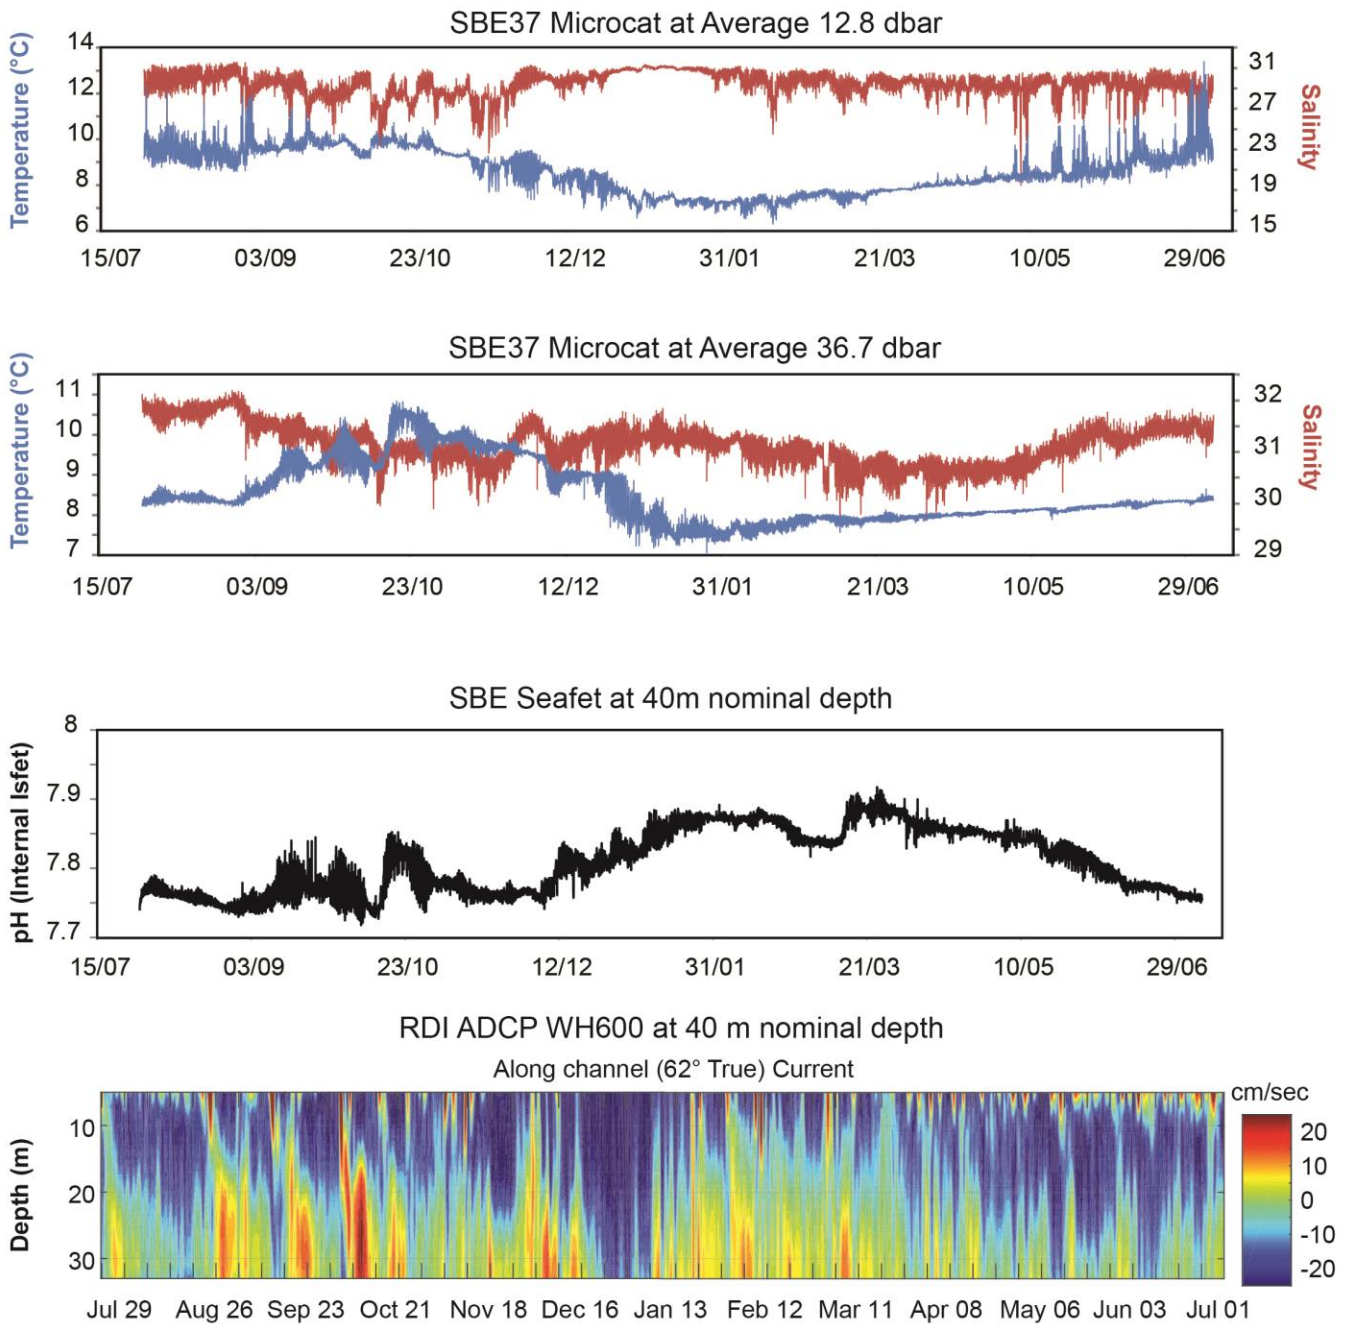 SBE37 Microcat at Average 12.8 dbar
Temperature (°C)
14
12
10
8
6
31
27
23
19
15
Salinity
15/07 03/09 23/10 12/12 31/01 21/03 10/05 29/06
SBE37 Microcat at Average 36.7 dbar
Temperature (°C)
11
10
9
8
7
32
31
30
29
Salinity
15/07 03/09 23/10 12/12 31/01 21/03 10/05 29/06
SBE Seafet at 40m nominal depth
pH (Internal Isfet)
8
7.9
7.8
7.7
15/07 03/09 23/10 12/12 31/01 21/03 10/05 29/06
RDI ADCP WH600 at 40 m nominal depth
Along channel (62° True) Current
cm/sec
Depth (m)
10
20
30
20
10
0
-10
-20
Jul 29 Aug 26 Sep 23 Oct 21 Nov 18 Dec 16 Jan 13 Feb 12 Mar 11 Apr 08 May 06 Jun 03 Jul 01